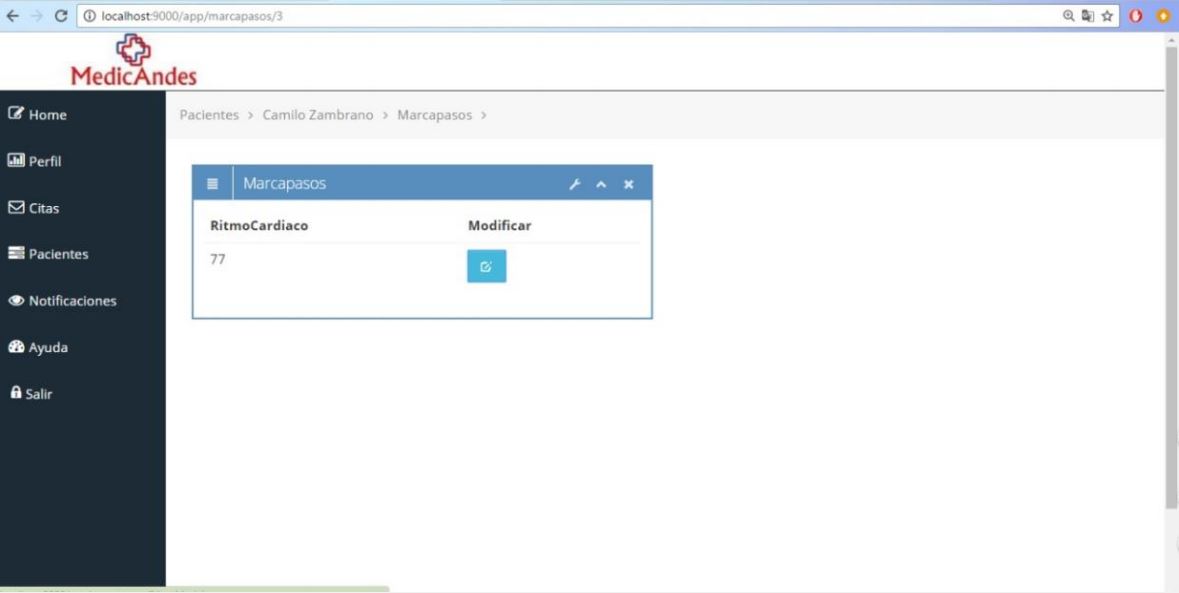 localhost:9000/app/marcapasos/3
MedicAndes
Home
Pacientes > Camilo Zambrano > Marcapasos >
Perfil
Marcapasos
Citas
RitmoCardiaco Modificar
Pacientes
77
Notificaciones
Ayuda
Salir